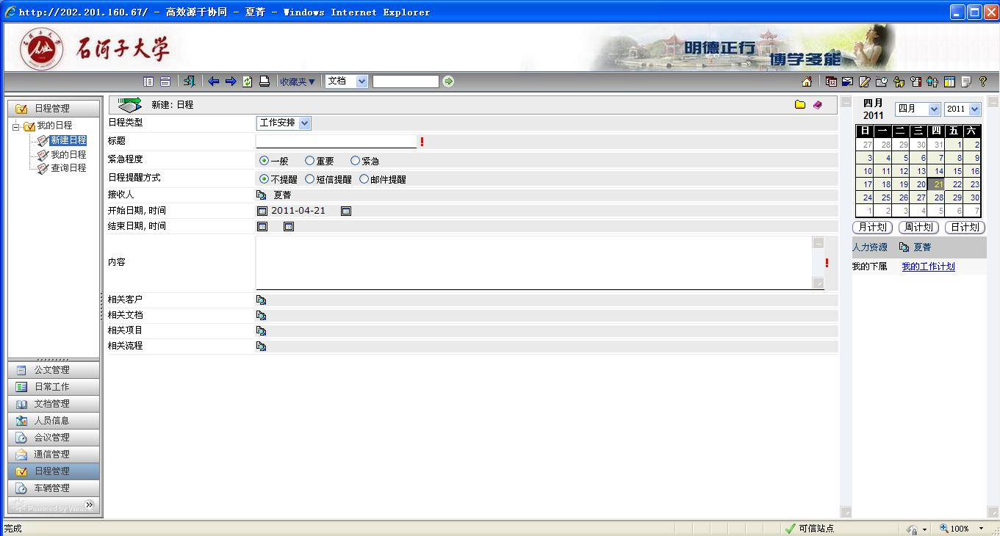 http://202.201.160.67/ - 高效源于协同 - 夏菁 - Windows Internet Explorer
石河子大学
明德正行
博学多能
收藏夹▼ 文档
日程管理
我的日程
新建日程
我的日程
查询日程
公文管理
日常工作
文档管理
人员信息
会议管理
通信管理
日程管理
车辆管理
新建: 日程
日程类型 工作安排
标题 !
紧急程度 一般 重要 紧急
日程提醒方式 不提醒 短信提醒 邮件提醒
接收人 夏菁
开始日期,时间 2011-04-21
结束日期,时间
内容 !
相关客户
相关文档
相关项目
相关流程
四月
2011
四月 2011
日 一 二 三 四 五 六
27 28 29 30 31 1 2
3 4 5 6 7 8 9
10 11 12 13 14 15 16
17 18 19 20 21 22 23
24 25 26 27 28 29 30
1 2 3 4 5 6 7
月计划 周计划 日计划
人力资源 夏菁
我的下属 我的工作计划
完成 可信站点 100%